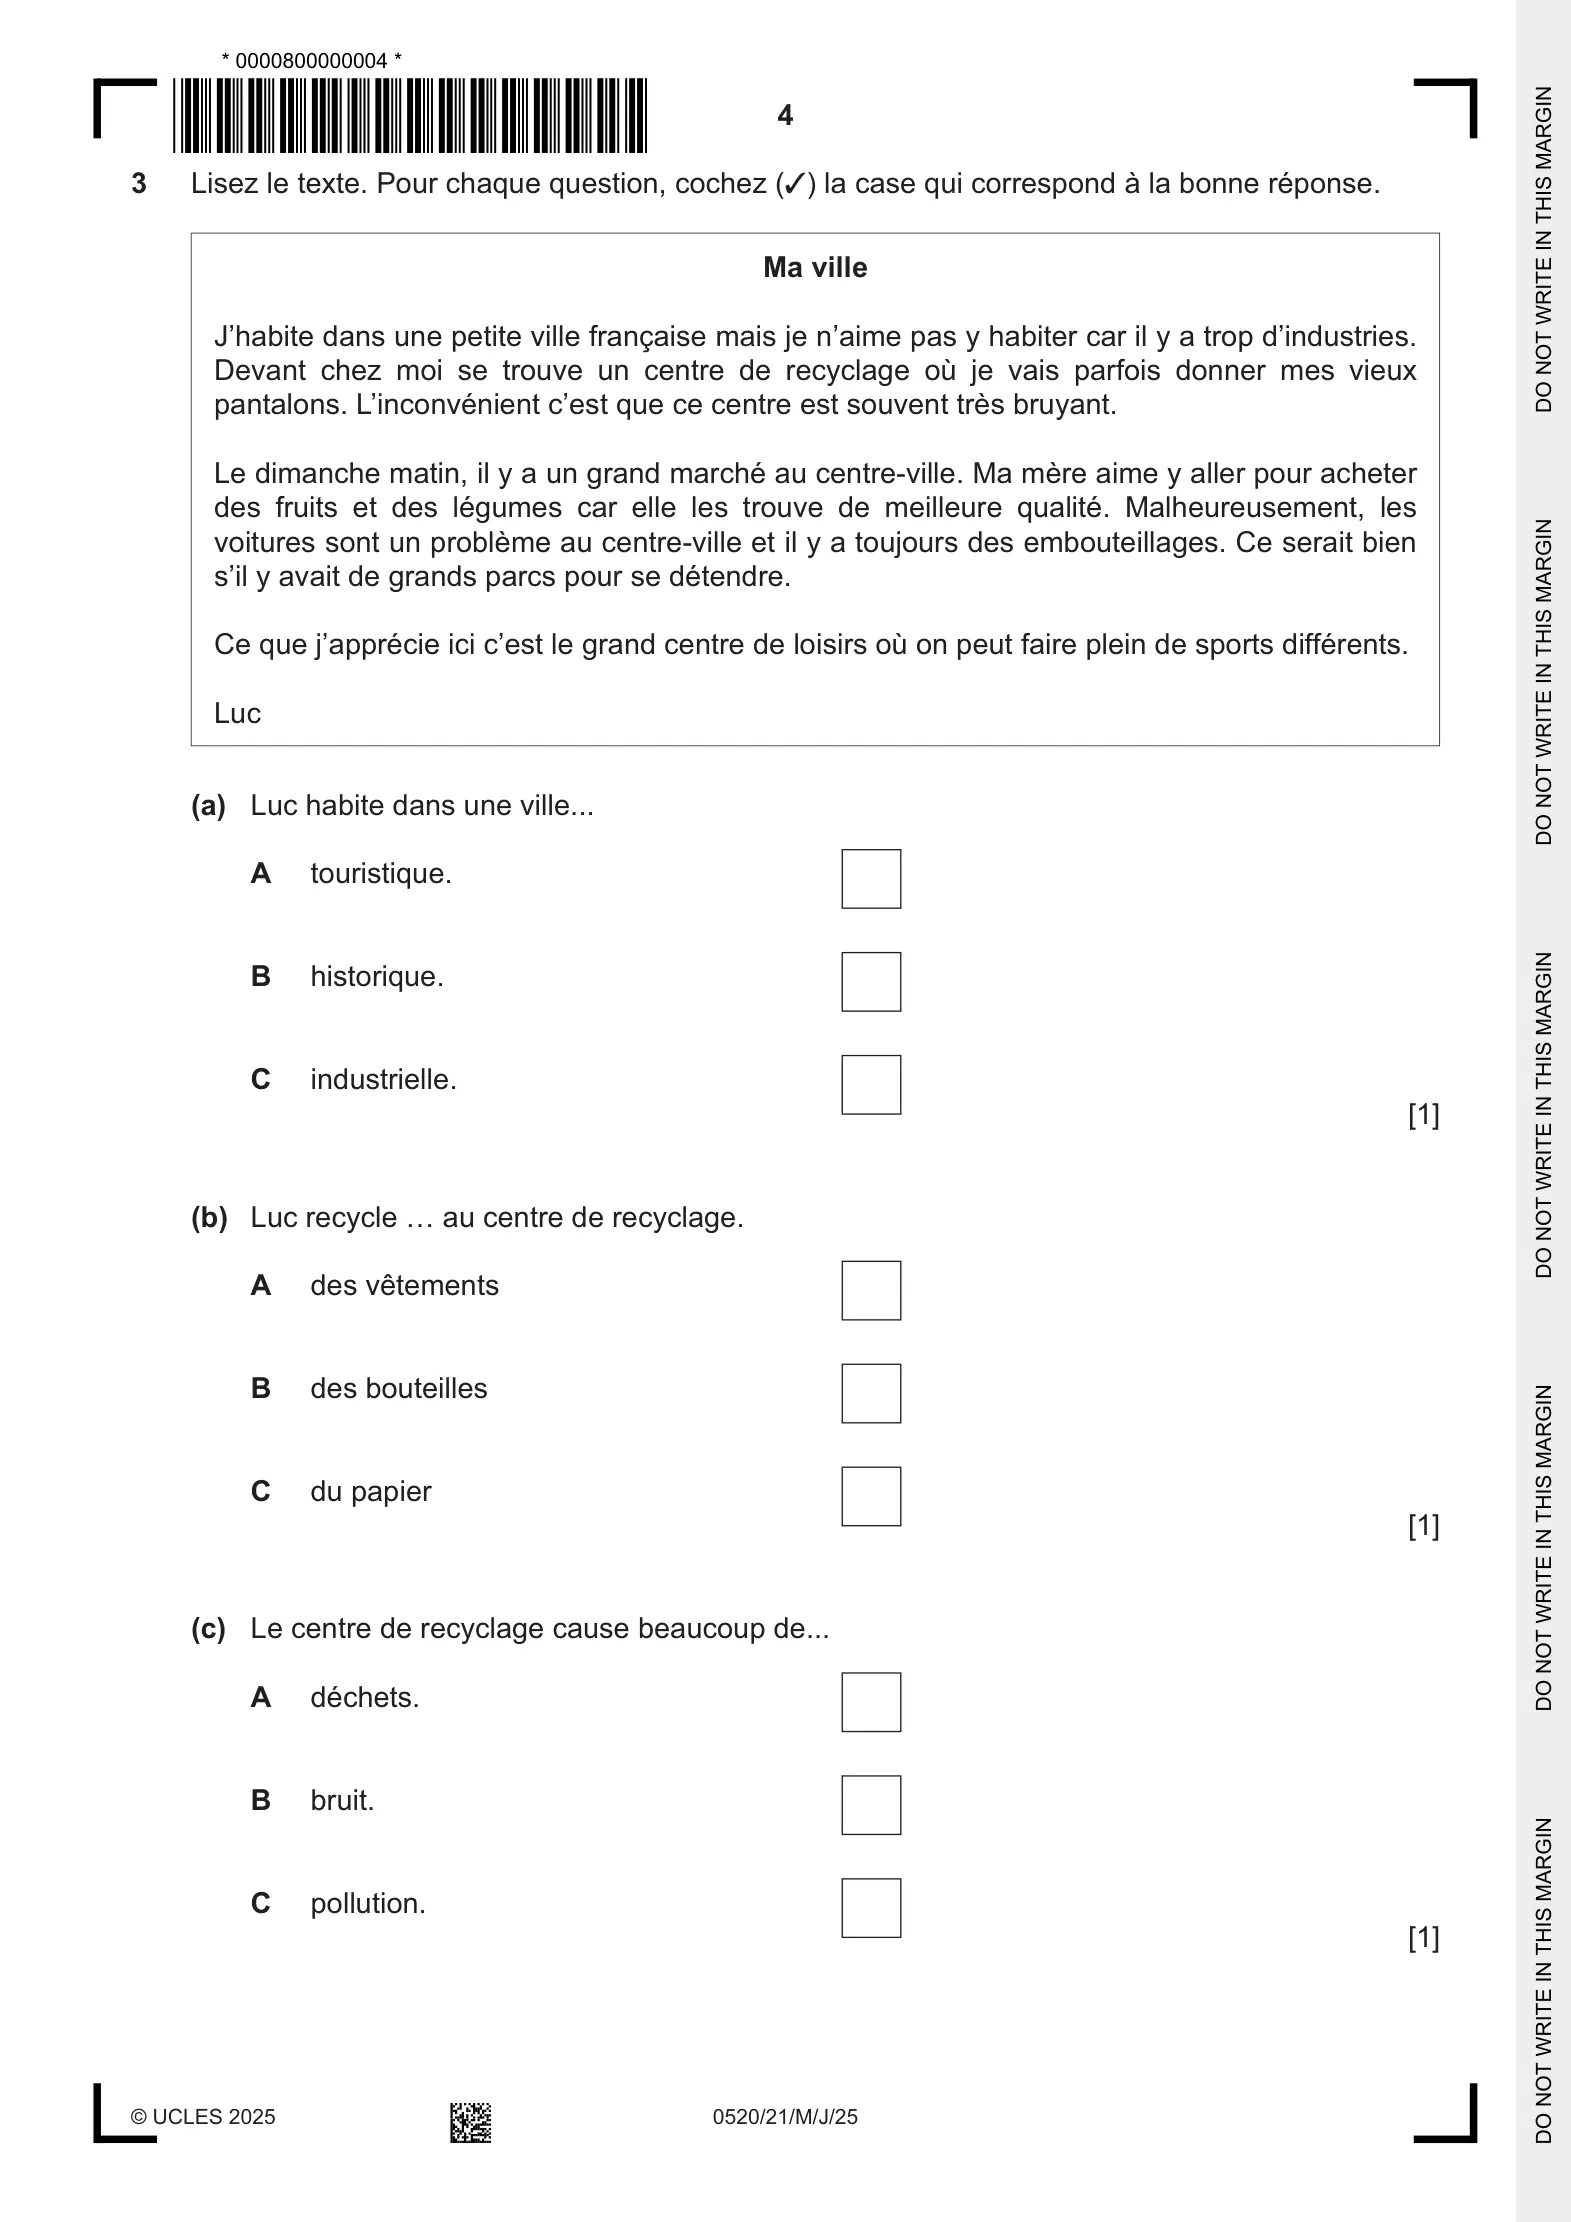 * 0000800000004 *
4
3 Lisez le texte. Pour chaque question, cochez (✓) la case qui correspond à la bonne réponse.
Ma ville
J’habite dans une petite ville française mais je n’aime pas y habiter car il y a trop d’industries.
Devant chez moi se trouve un centre de recyclage où je vais parfois donner mes vieux
pantalons. L’inconvénient c’est que ce centre est souvent très bruyant.
Le dimanche matin, il y a un grand marché au centre-ville. Ma mère aime y aller pour acheter
des fruits et des légumes car elle les trouve de meilleure qualité. Malheureusement, les
voitures sont un problème au centre-ville et il y a toujours des embouteillages. Ce serait bien
s’il y avait de grands parcs pour se détendre.
Ce que j’apprécie ici c’est le grand centre de loisirs où on peut faire plein de sports différents.
Luc
(a) Luc habite dans une ville...
A touristique.
B historique.
C industrielle.
[1]
(b) Luc recycle … au centre de recyclage.
A des vêtements
B des bouteilles
C du papier
[1]
(c) Le centre de recyclage cause beaucoup de...
A déchets.
B bruit.
C pollution.
[1]
© UCLES 2025
0520/21/M/J/25
DO NOT WRITE IN THIS MARGIN
DO NOT WRITE IN THIS MARGIN
DO NOT WRITE IN THIS MARGIN
DO NOT WRITE IN THIS MARGIN
DO NOT WRITE IN THIS MARGIN